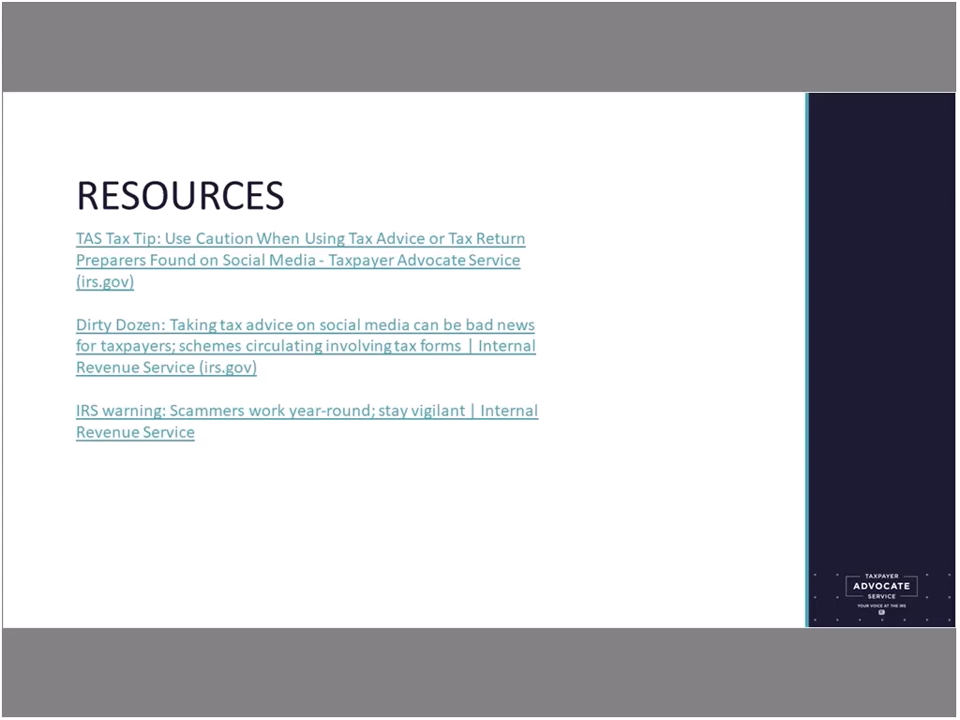 RESOURCES
TAS Tax Tip: Use Caution When Using Tax Advice or Tax Return
Preparers Found on Social Media - Taxpayer Advocate Service
(irs.gov)
Dirty Dozen: Taking tax advice on social media can be bad news
for taxpayers; schemes circulating involving tax forms | Internal
Revenue Service (irs.gov)
IRS warning: Scammers work year-round; stay vigilant | Internal
Revenue Service
TAXPAYER
ADVOCATE
SERVICE
YOUR VOICE AT THE IRS